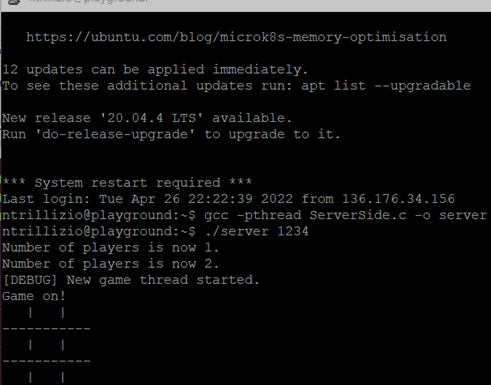 https://ubuntu.com/blog/microk8s-memory-optimisation
12 updates can be applied immediately.
To see these additional updates run: apt list --upgradable
New release '20.04.4 LTS' available.
Run 'do-release-upgrade' to upgrade to it.
*** System restart required ***
Last login: Tue Apr 26 22:22:39 2022 from 136.176.34.156
ntrillizio@playground:~$ gcc -pthread ServerSide.c -o server
ntrillizio@playground:~$ ./server 1234
Number of players is now 1.
Number of players is now 2.
[DEBUG] New game thread started.
Game on!
   |   |
-----------
   |   |
-----------
   |   |